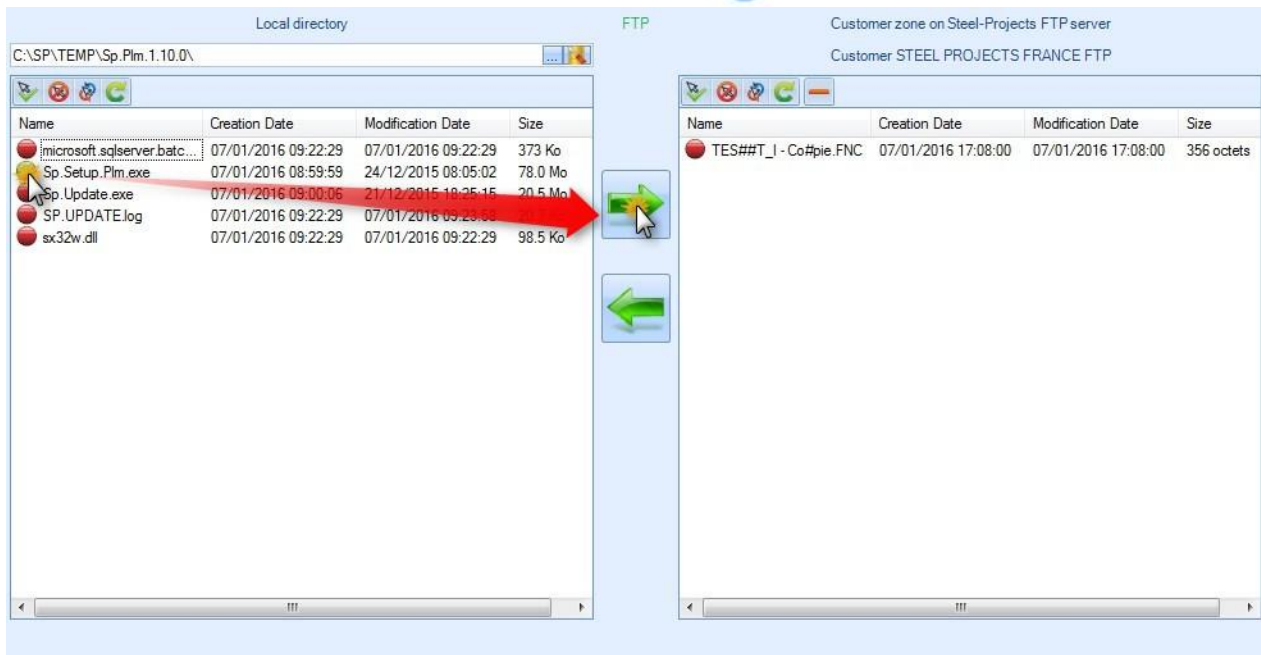 Local directory
FTP
Customer zone on Steel-Projects FTP server
C:\SP\TEMP\Sp.Plm.1.10.0\
...
Customer STEEL PROJECTS FRANCE FTP
Name Creation Date Modification Date Size
microsoft.sqlserver.batc... 07/01/2016 09:22:29 07/01/2016 09:22:29 373 Ko
Sp.Setup.Plm.exe 07/01/2016 08:59:59 24/12/2015 08:05:02 78.0 Mo
Sp.Update.exe 07/01/2016 09:00:06 21/12/2015 18:25:15 20.5 Mo
SP.UPDATE.log 07/01/2016 09:22:29 07/01/2016
sx32w.dll 07/01/2016 09:22:29 07/01/2016 09:22:29 98.5 Ko
Name Creation Date Modification Date Size
TES##T_I - Co#pie.FNC 07/01/2016 17:08:00 07/01/2016 17:08:00 356 octets